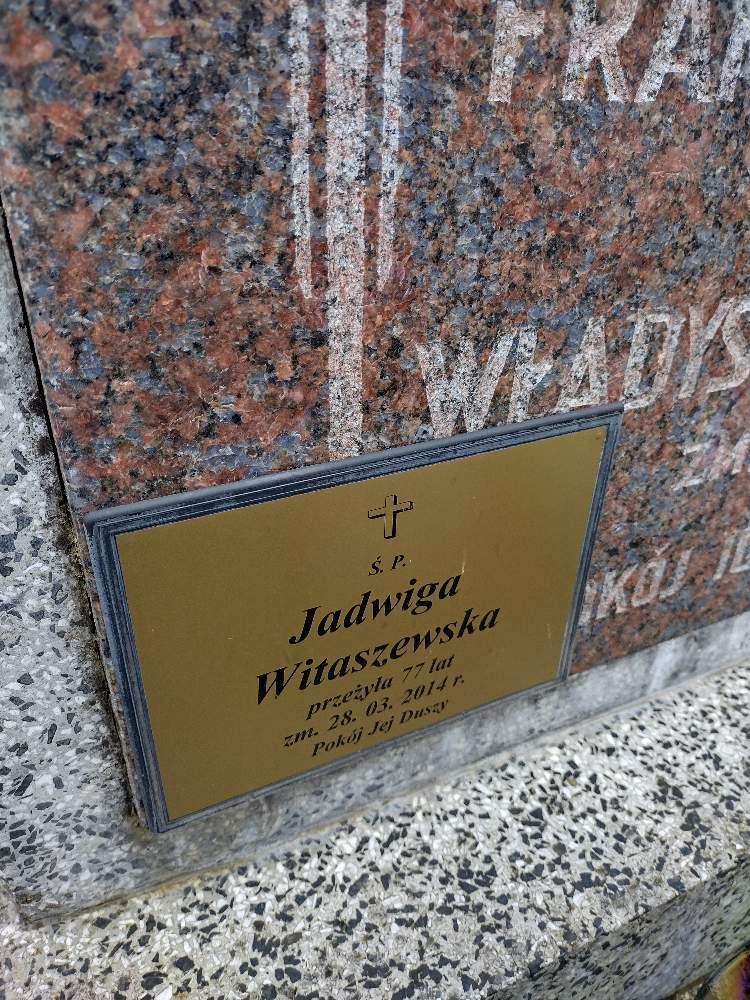 Ś. P.
Jadwiga
Witaszewska
przeżyła 77 lat
zm. 28. 03. 2014 r.
Pokój Jej Duszy